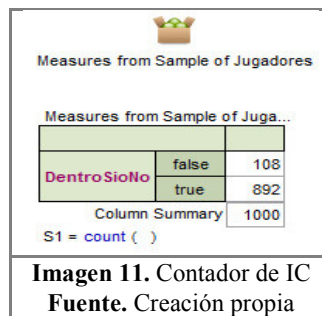 Measures from Sample of Jugadores
Measures from Sample of Juga...
DentroSioNo
false 108
true 892
Column Summary 1000
S1 = count ( )
Imagen 11. Contador de IC
Fuente. Creación propia